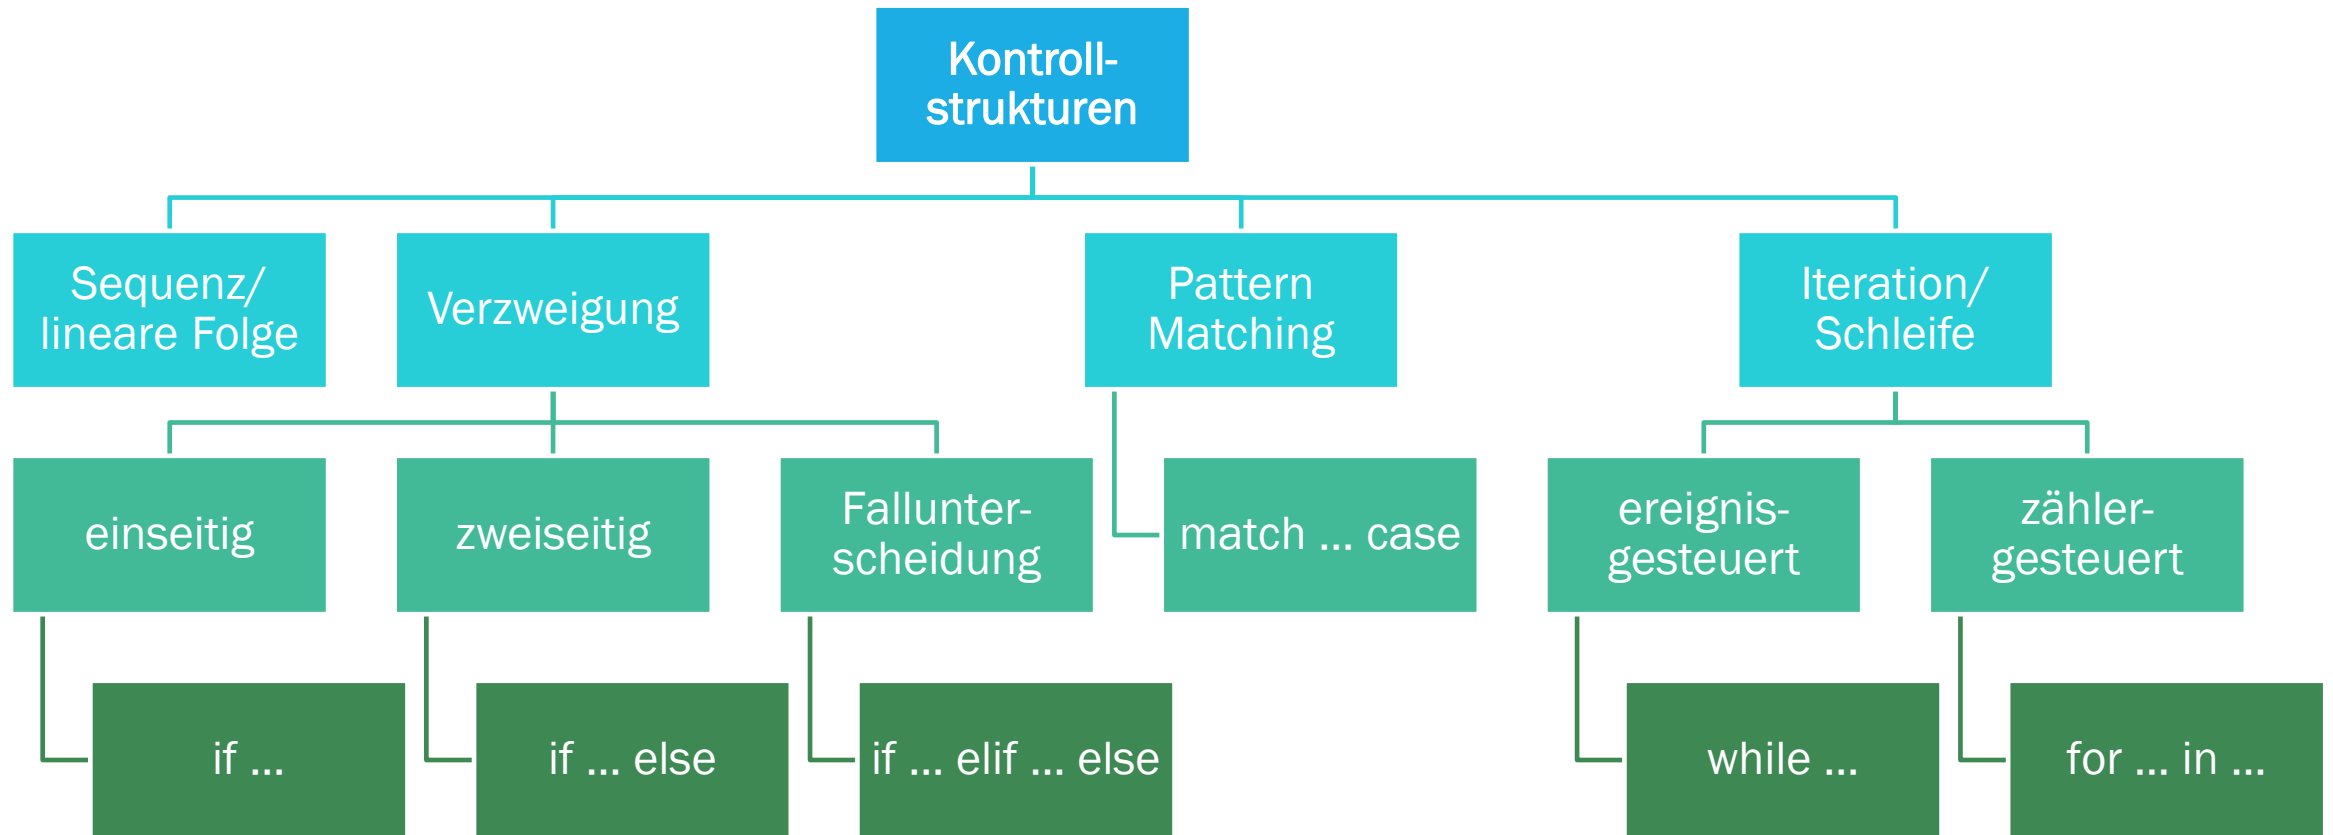 Kontroll-
strukturen
Sequenz/
lineare Folge
Verzweigung
Pattern
Matching
Iteration/
Schleife
einseitig
zweiseitig
Fallunter-
scheidung
match ... case
ereignis-
gesteuert
zähler-
gesteuert
if ...
if ... else
if ... elif ... else
while ...
for ... in ...